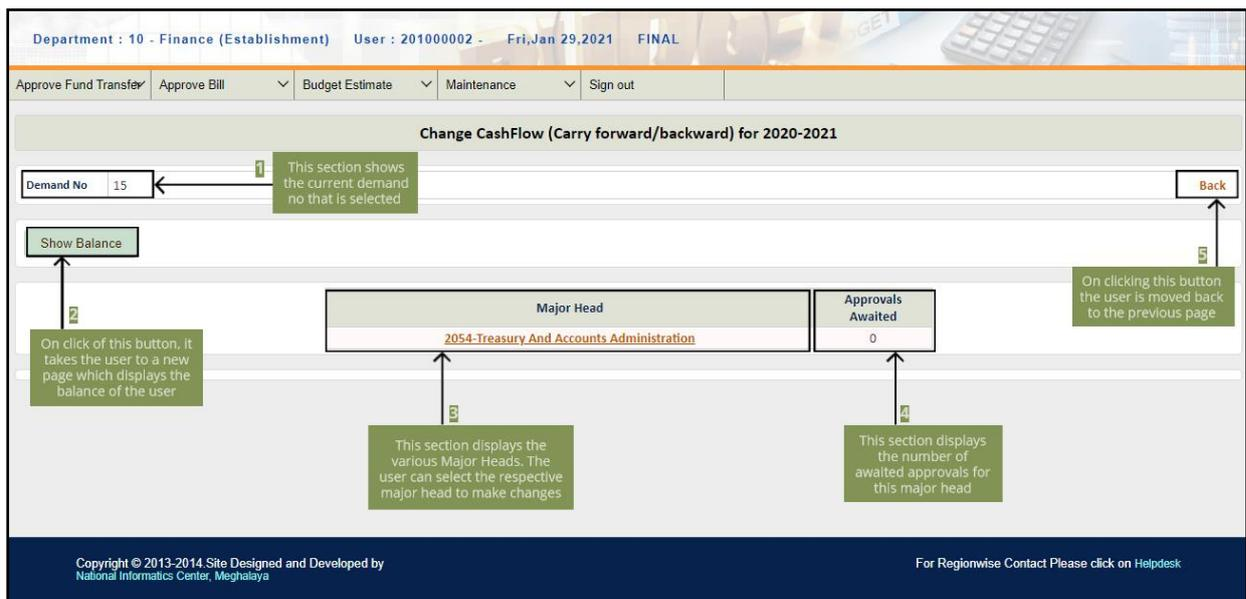 Department : 10 - Finance (Establishment) User : 201000002 - Fri,Jan 29,2021 FINAL
Approve Fund Transfer Approve Bill Budget Estimate Maintenance Sign out
Change CashFlow (Carry forward/backward) for 2020-2021
Demand No 15
1
This section shows
the current demand
no that is selected
Back
Show Balance
5
On clicking this button
the user is moved back
to the previous page
2
On click of this button, it
takes the user to a new
page which displays the
balance of the user
Major Head
Approvals
Awaited
2054-Treasury And Accounts Administration 0
3
This section displays the
various Major Heads. The
user can select the respective
major head to make changes
4
This section displays
the number of
awaited approvals for
this major head
Copyright © 2013-2014.Site Designed and Developed by
National Informatics Center, Meghalaya
For Regionwise Contact Please click on Helpdesk